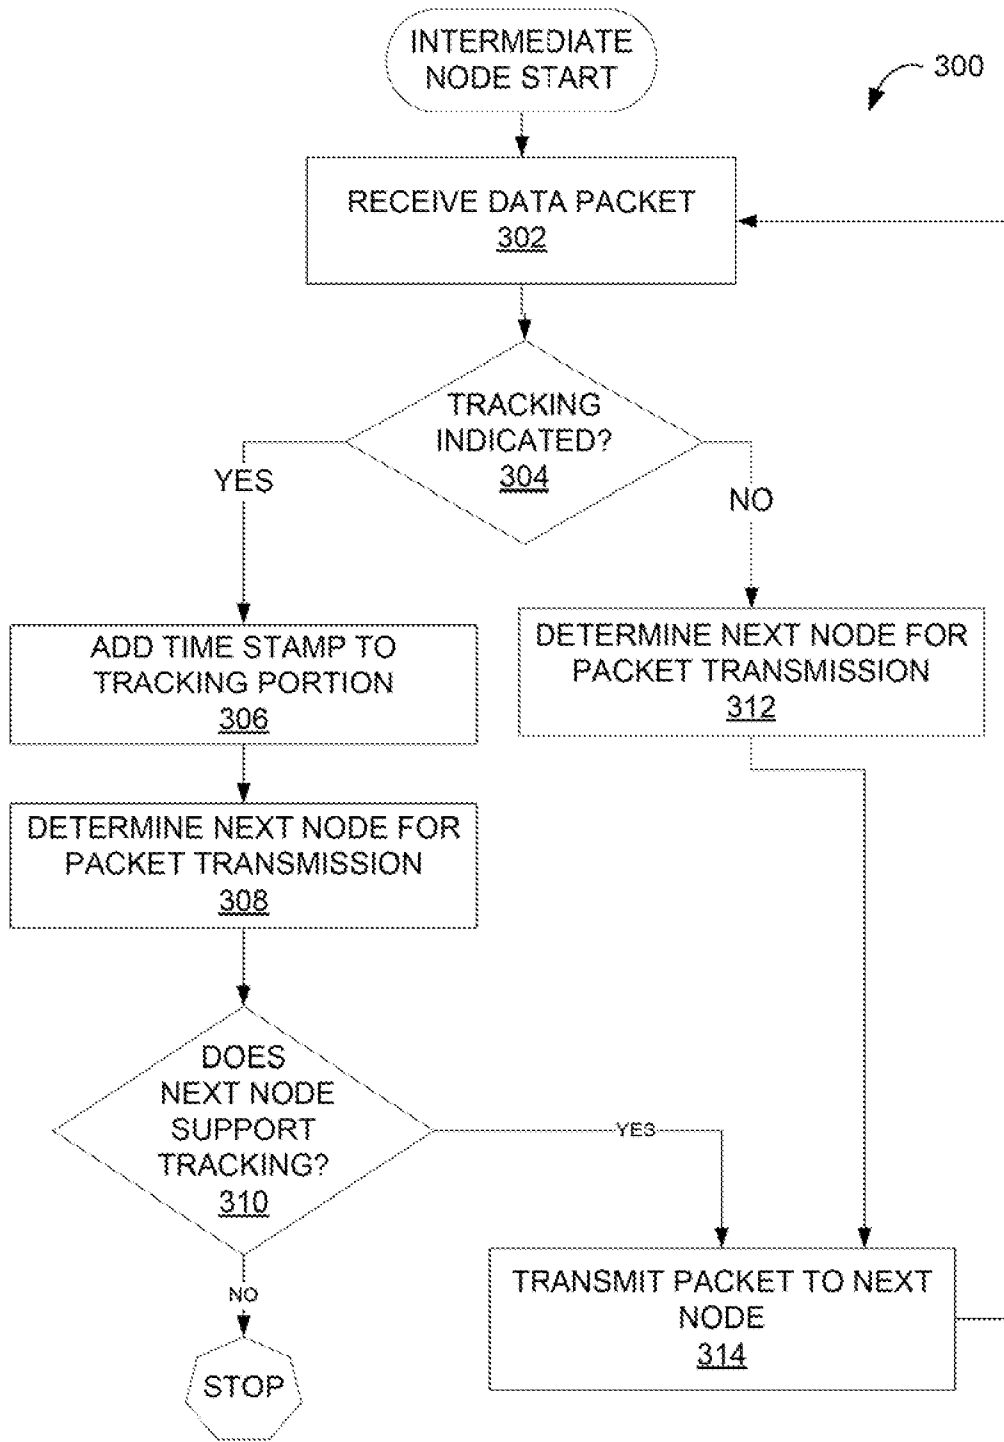 INTERMEDIATE
NODE START
300
RECEIVE DATA PACKET
302
TRACKING
INDICATED?
304
YES
NO
ADD TIME STAMP TO
TRACKING PORTION
306
DETERMINE NEXT NODE FOR
PACKET TRANSMISSION
312
DETERMINE NEXT NODE FOR
PACKET TRANSMISSION
308
DOES
NEXT NODE
SUPPORT
TRACKING?
310
YES
NO
TRANSMIT PACKET TO NEXT
NODE
314
STOP